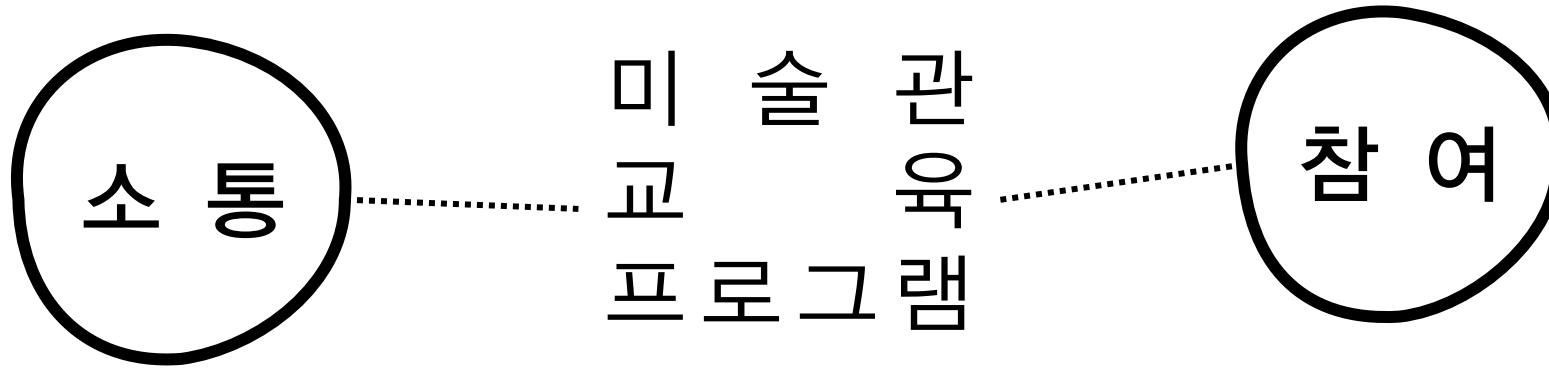 소 통
미 술 관
교 육
프로그램
참 여